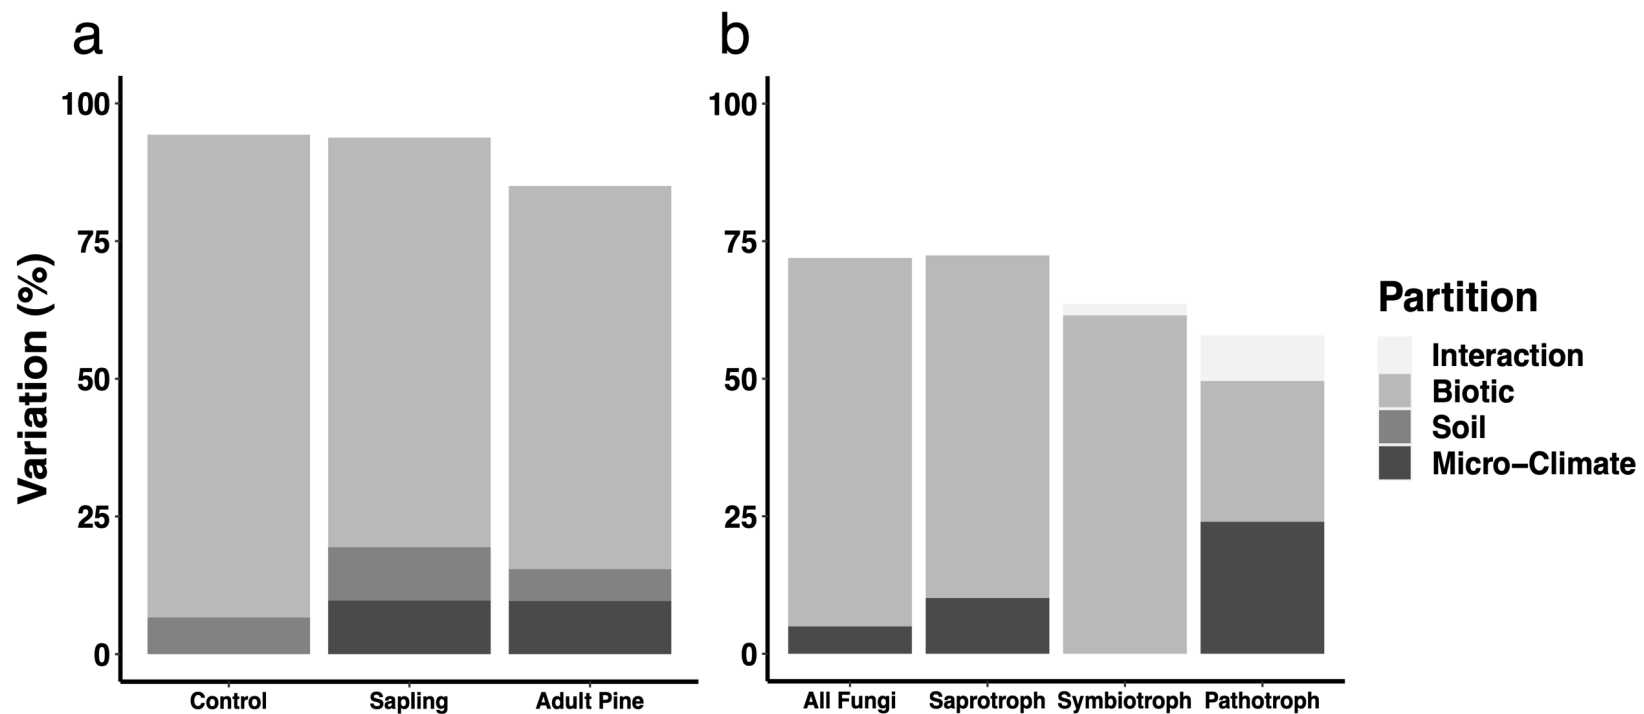 a
100
75
50
25
0
Variation (%)
Control
Sapling
Adult Pine
b
100
75
50
25
0
All Fungi
Saprotroph
Symbiotroph
Pathotroph
Partition
Interaction
Biotic
Soil
Micro−Climate